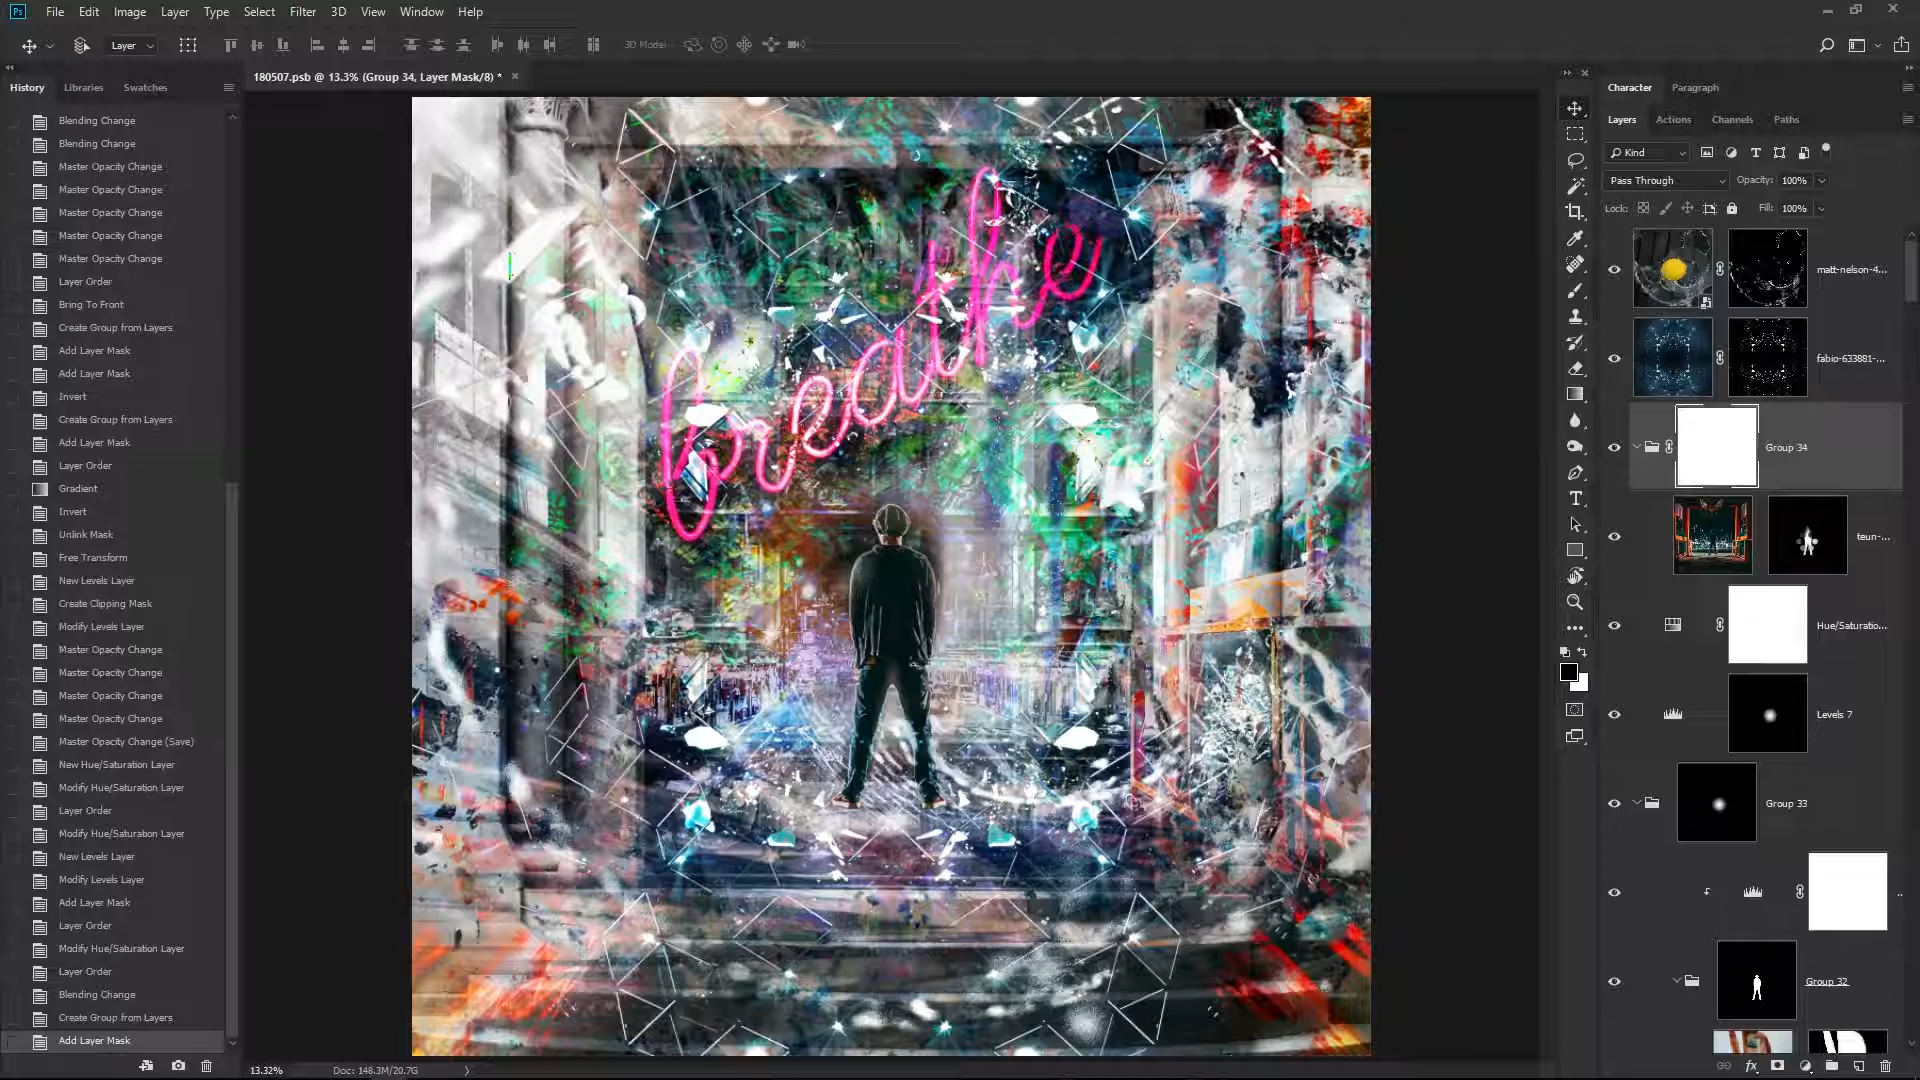 Ps File Edit Image Layer Type Select Filter 3D View Window Help
Layer 3D Mode:
180507.psb @ 13.3% (Group 34, Layer Mask/8) *
History Libraries Swatches
Blending Change
Blending Change
Master Opacity Change
Master Opacity Change
Master Opacity Change
Master Opacity Change
Master Opacity Change
Layer Order
Bring To Front
Create Group from Layers
Add Layer Mask
Add Layer Mask
Invert
Create Group from Layers
Add Layer Mask
Layer Order
Gradient
Invert
Unlink Mask
Free Transform
New Levels Layer
Create Clipping Mask
Modify Levels Layer
Master Opacity Change
Master Opacity Change
Master Opacity Change
Master Opacity Change
Master Opacity Change (Save)
New Hue/Saturation Layer
Modify Hue/Saturation Layer
Layer Order
Modify Hue/Saturation Layer
New Levels Layer
Modify Levels Layer
Add Layer Mask
Layer Order
Modify Hue/Saturation Layer
Layer Order
Blending Change
Create Group from Layers
Add Layer Mask
breathe
13.32% Doc: 148.3M/20.7G
Character Paragraph
Layers Actions Channels Paths
Kind
Pass Through Opacity: 100%
Lock: Fill: 100%
matt-nelson-4...
fabio-633881-...
Group 34
teun-...
Hue/Saturatio...
Levels 7
Group 33
..
Group 32
fx